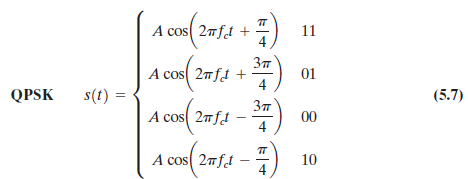 A cos(2πf_ct + π/4) 11
A cos(2πf_ct + 3π/4) 01
QPSK s(t) = (5.7)
A cos(2πf_ct − 3π/4) 00
A cos(2πf_ct − π/4) 10